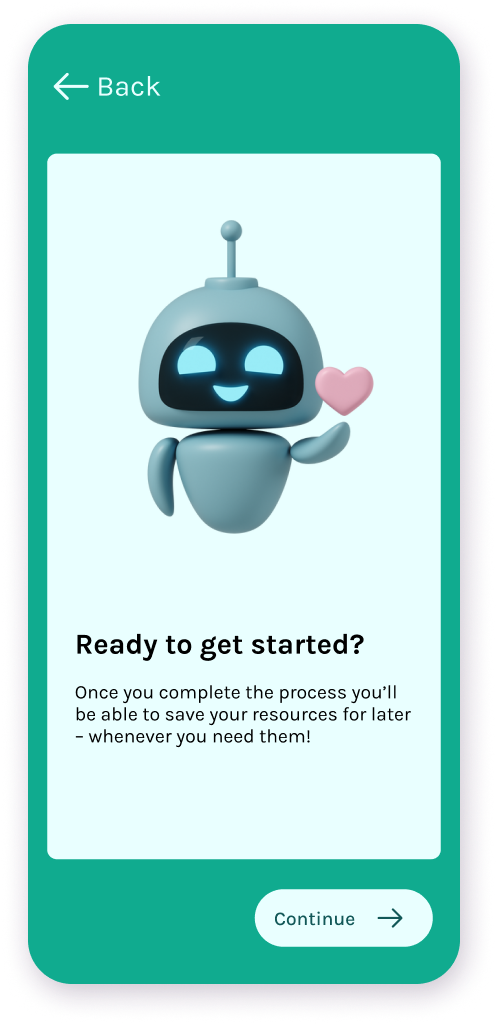 Back
Ready to get started?
Once you complete the process you’ll
be able to save your resources for later
– whenever you need them!
Continue